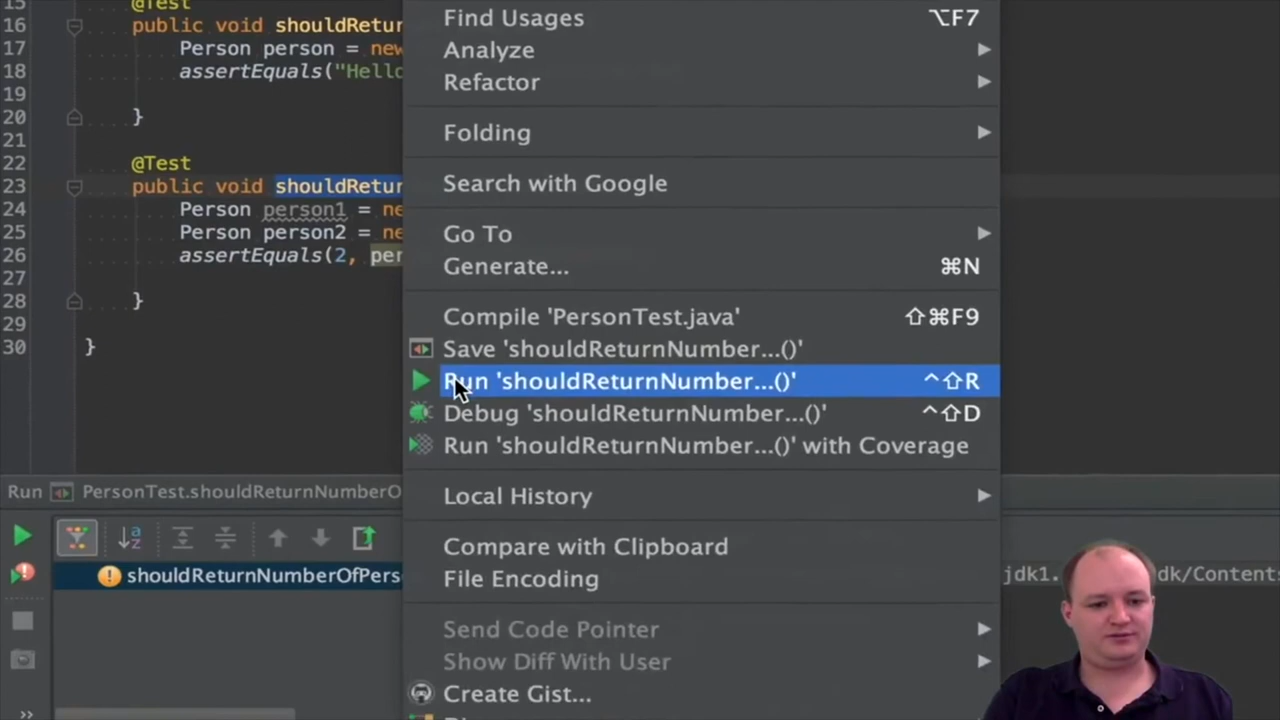 15 @Test
16 public void shouldRetur
17 Person person = new
18 assertEquals("Hello
19
20 }
21
22 @Test
23 public void shouldRetur
24 Person person1 = ne
25 Person person2 = ne
26 assertEquals(2, per
27
28 }
29
30 }
Find Usages ⌥F7
Analyze
Refactor
Folding
Search with Google
Go To
Generate... ⌘N
Compile 'PersonTest.java' ⇧⌘F9
Save 'shouldReturnNumber...()'
Run 'shouldReturnNumber...()' ^⇧R
Debug 'shouldReturnNumber...()' ^⇧D
Run 'shouldReturnNumber...()' with Coverage
Local History
Compare with Clipboard
File Encoding
Send Code Pointer
Show Diff With User
Create Gist...
Run PersonTest.shouldReturnNumberO
shouldReturnNumberOfPers
jdk1. dk/Contents